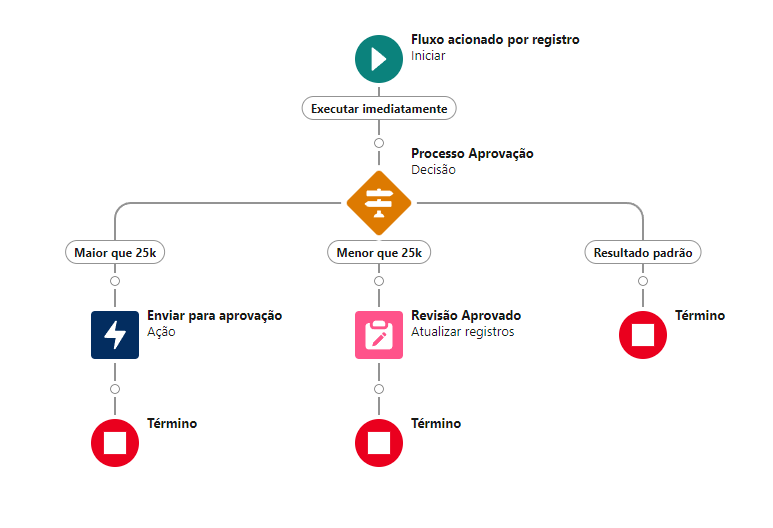 Fluxo acionado por registro
Iniciar
Executar imediatamente
Processo Aprovação
Decisão
Maior que 25k
Menor que 25k
Resultado padrão
Enviar para aprovação
Ação
Revisão Aprovado
Atualizar registros
Término
Término
Término